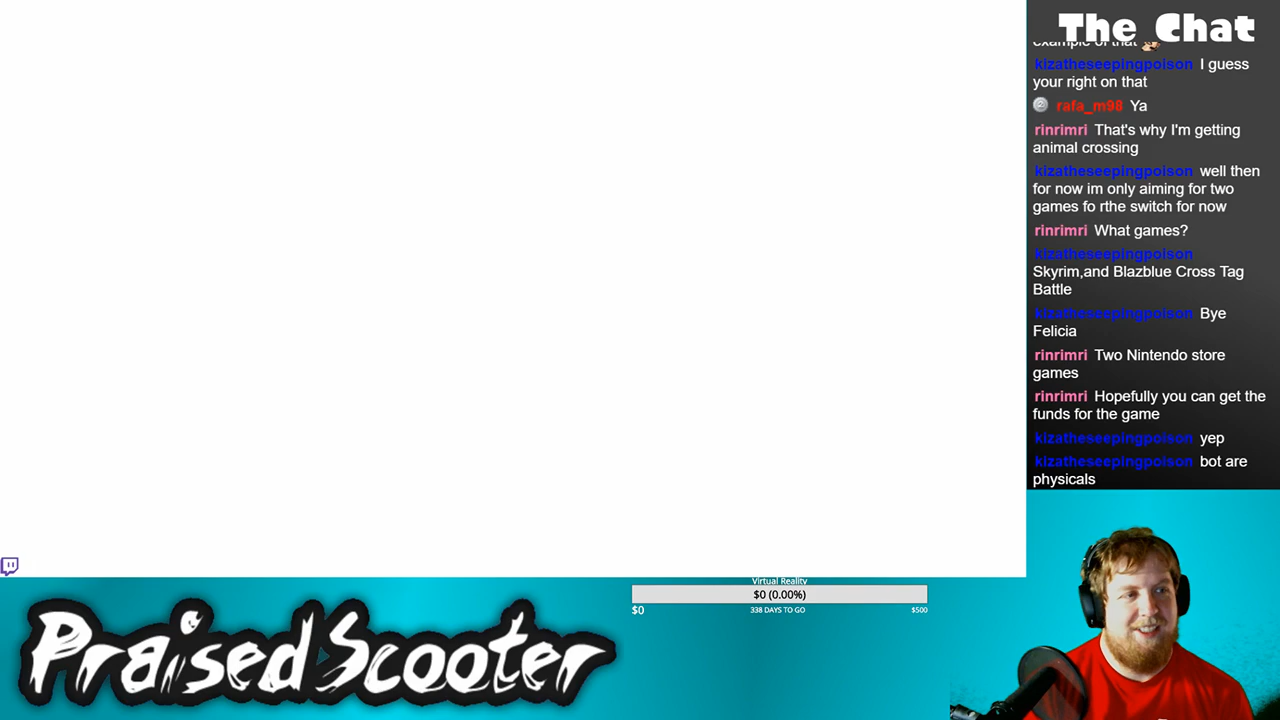 The Chat
example of that
kizatheseepingpoison I guess
your right on that
rafa_m98 Ya
rinrimri That's why I'm getting
animal crossing
kizatheseepingpoison well then
for now im only aiming for two
games fo rthe switch for now
rinrimri What games?
kizatheseepingpoison
Skyrim,and Blazblue Cross Tag
Battle
kizatheseepingpoison Bye
Felicia
rinrimri Two Nintendo store
games
rinrimri Hopefully you can get the
funds for the game
kizatheseepingpoison yep
kizatheseepingpoison bot are
physicals
Virtual Reality
$0 (0.00%)
$0 338 DAYS TO GO $500
PraisedScooter